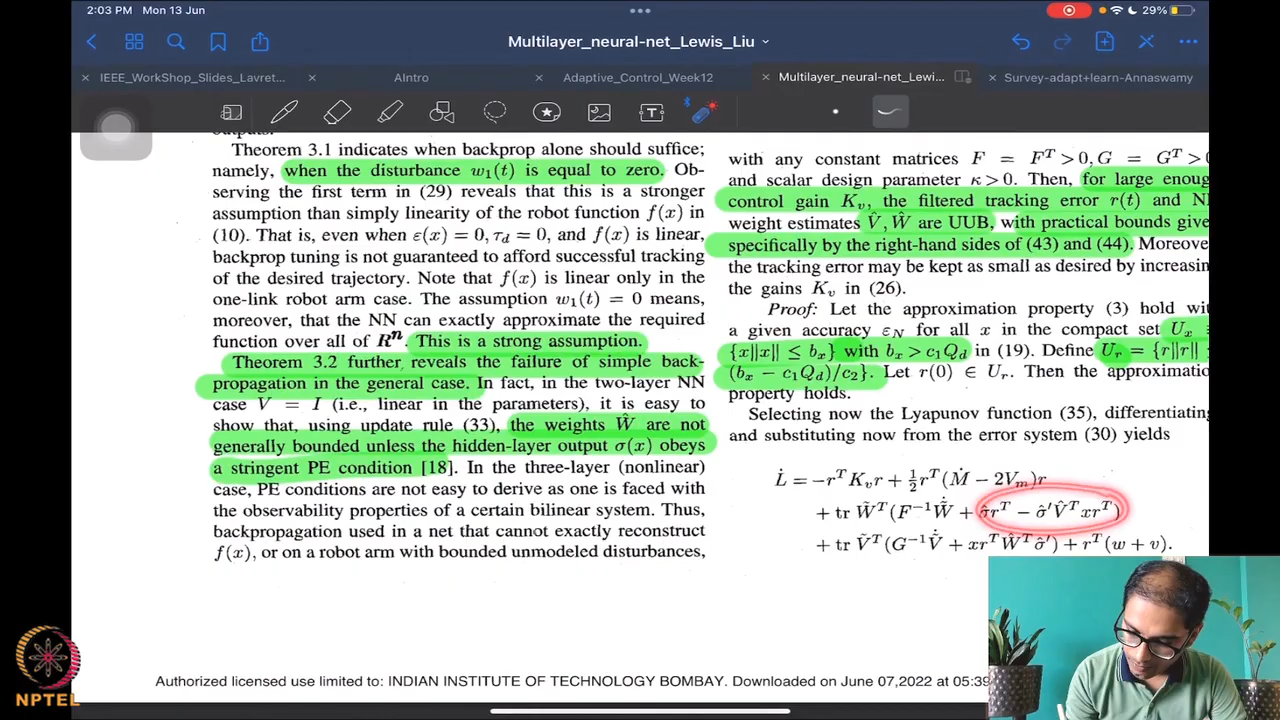 2:03 PM Mon 13 Jun
29%
Multilayer_neural-net_Lewis_Liu
IEEE_WorkShop_Slides_Lavret...
AIntro
Adaptive_Control_Week12
Multilayer_neural-net_Lewi...
Survey-adapt+learn-Annaswamy
outputs.
Theorem 3.1 indicates when backprop alone should suffice;
namely, when the disturbance w₁(t) is equal to zero. Ob-
serving the first term in (29) reveals that this is a stronger
assumption than simply linearity of the robot function f(x) in
(10). That is, even when ε(x) = 0, τ_d = 0, and f(x) is linear,
backprop tuning is not guaranteed to afford successful tracking
of the desired trajectory. Note that f(x) is linear only in the
one-link robot arm case. The assumption w₁(t) = 0 means,
moreover, that the NN can exactly approximate the required
function over all of Rⁿ. This is a strong assumption.
Theorem 3.2 further reveals the failure of simple back-
propagation in the general case. In fact, in the two-layer NN
case V = I (i.e., linear in the parameters), it is easy to
show that, using update rule (33), the weights Ŵ are not
generally bounded unless the hidden-layer output σ(x) obeys
a stringent PE condition [18]. In the three-layer (nonlinear)
case, PE conditions are not easy to derive as one is faced with
the observability properties of a certain bilinear system. Thus,
backpropagation used in a net that cannot exactly reconstruct
f(x), or on a robot arm with bounded unmodeled disturbances,
with any constant matrices F = Fᵀ > 0, G = Gᵀ > 0
and scalar design parameter κ > 0. Then, for large enoug
control gain K_v, the filtered tracking error r(t) and N
weight estimates V̂, Ŵ are UUB, with practical bounds give
specifically by the right-hand sides of (43) and (44). Moreove
the tracking error may be kept as small as desired by increasin
the gains K_v in (26).
Proof: Let the approximation property (3) hold wit
a given accuracy ε_N for all x in the compact set U_x ≡
{x|‖x‖ ≤ b_x} with b_x > c₁Q_d in (19). Define U_r = {r|‖r‖
(b_x − c₁Q_d)/c₂}. Let r(0) ∈ U_r. Then the approximatio
property holds.
Selecting now the Lyapunov function (35), differentiating
and substituting now from the error system (30) yields
L̇ = −rᵀK_v r + ½rᵀ(Ṁ − 2V_m)r
+ tr W̃ᵀ(F⁻¹W̃̇ + σ̂rᵀ − σ̂′V̂ᵀxrᵀ)
+ tr Ṽᵀ(G⁻¹Ṽ̇ + xrᵀŴᵀσ̂′) + rᵀ(w + v).
Authorized licensed use limited to: INDIAN INSTITUTE OF TECHNOLOGY BOMBAY. Downloaded on June 07,2022 at 05:39
NPTEL